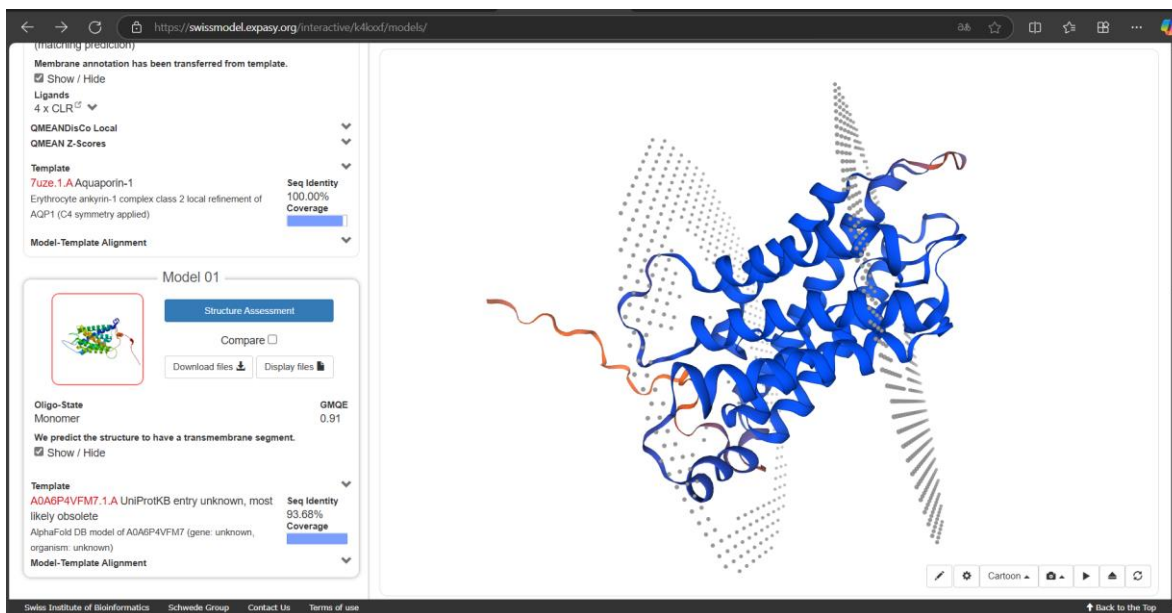 https://swissmodel.expasy.org/interactive/k4koxf/models/
(matching prediction)
Membrane annotation has been transferred from template.
Show / Hide
Ligands
4 x CLR
QMEANDisCo Local
QMEAN Z-Scores
Template
7uze.1.A Aquaporin-1
Seq Identity
Erythrocyte ankyrin-1 complex class 2 local refinement of
100.00%
AQP1 (C4 symmetry applied)
Coverage
Model-Template Alignment
Model 01
Structure Assessment
Compare
Download files
Display files
Oligo-State
GMQE
Monomer
0.91
We predict the structure to have a transmembrane segment.
Show / Hide
Template
A0A6P4VFM7.1.A UniProtKB entry unknown, most
Seq Identity
likely obsolete
93.68%
AlphaFold DB model of A0A6P4VFM7 (gene: unknown,
Coverage
organism: unknown)
Model-Template Alignment
Cartoon
Swiss Institute of Bioinformatics Schwede Group Contact Us Terms of use
Back to the Top